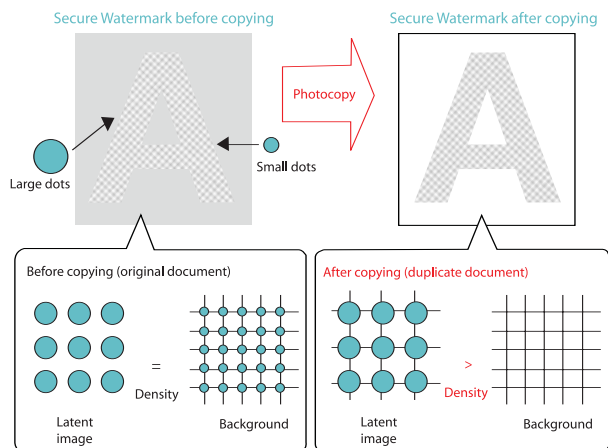 Secure Watermark before copying
Secure Watermark after copying
A
Photocopy
A
Large dots
Small dots
Before copying (original document)
=
Density
Latent
image
Background
After copying (duplicate document)
>
Density
Latent
image
Background